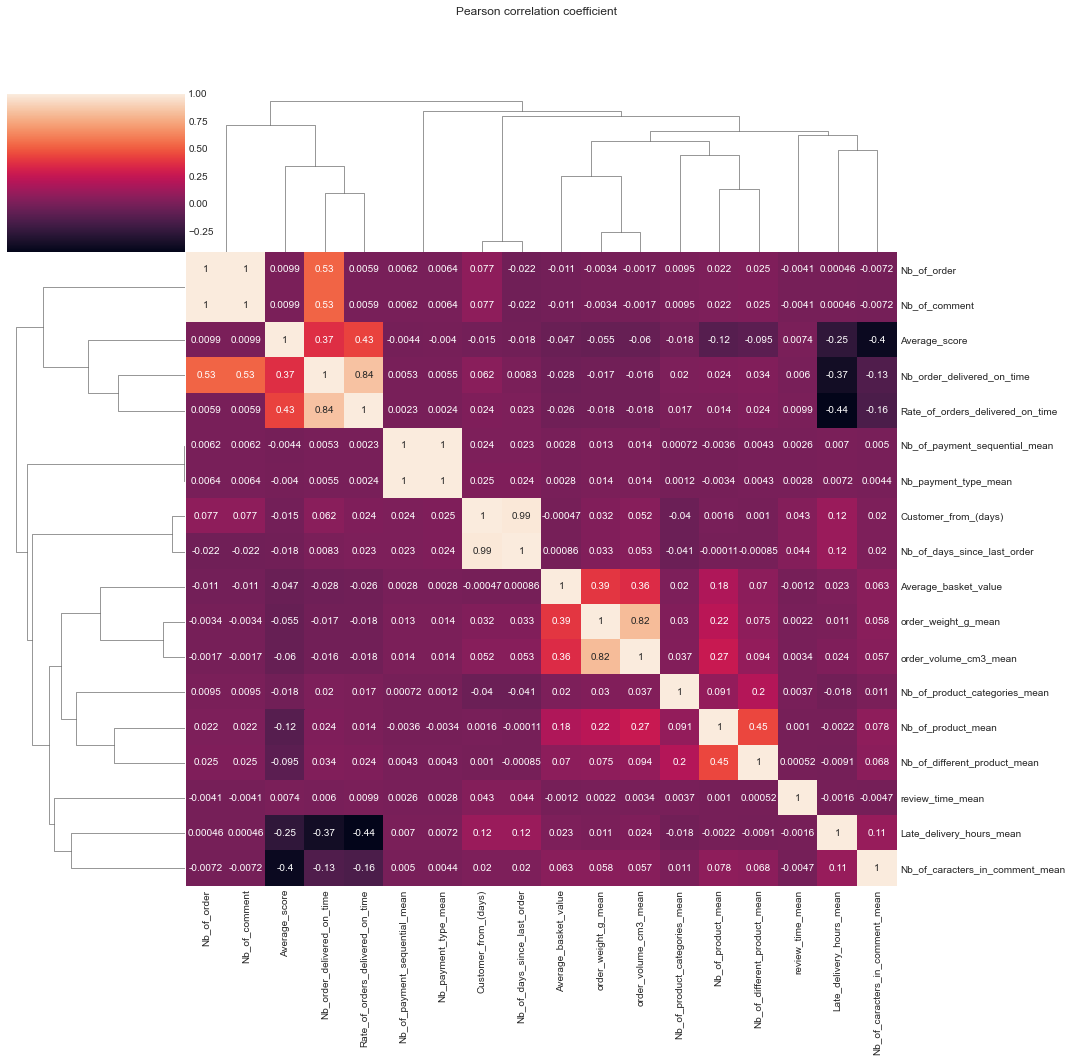 Pearson correlation coefficient
1.00
0.75
0.50
0.25
0.00
−0.25
1 1 0.0099 0.53 0.0059 0.0062 0.0064 0.077 -0.022 -0.011 -0.0034 -0.0017 0.0095 0.022 0.025 -0.0041 0.00046 -0.0072 Nb_of_order
1 1 0.0099 0.53 0.0059 0.0062 0.0064 0.077 -0.022 -0.011 -0.0034 -0.0017 0.0095 0.022 0.025 -0.0041 0.00046 -0.0072 Nb_of_comment
0.0099 0.0099 1 0.37 0.43 -0.0044 -0.004 -0.015 -0.018 -0.047 -0.055 -0.06 -0.018 -0.12 -0.095 0.0074 -0.25 -0.4 Average_score
0.53 0.53 0.37 1 0.84 0.0053 0.0055 0.062 0.0083 -0.028 -0.017 -0.016 0.02 0.024 0.034 0.006 -0.37 -0.13 Nb_order_delivered_on_time
0.0059 0.0059 0.43 0.84 1 0.0023 0.0024 0.024 0.023 -0.026 -0.018 -0.018 0.017 0.014 0.024 0.0099 -0.44 -0.16 Rate_of_orders_delivered_on_time
0.0062 0.0062 -0.0044 0.0053 0.0023 1 1 0.024 0.023 0.0028 0.013 0.014 0.00072 -0.0036 0.0043 0.0026 0.007 0.005 Nb_of_payment_sequential_mean
0.0064 0.0064 -0.004 0.0055 0.0024 1 1 0.025 0.024 0.0028 0.014 0.014 0.0012 -0.0034 0.0043 0.0028 0.0072 0.0044 Nb_payment_type_mean
0.077 0.077 -0.015 0.062 0.024 0.024 0.025 1 0.99 -0.00047 0.032 0.052 -0.04 0.0016 0.001 0.043 0.12 0.02 Customer_from_(days)
-0.022 -0.022 -0.018 0.0083 0.023 0.023 0.024 0.99 1 0.00086 0.033 0.053 -0.041 -0.00011 -0.00085 0.044 0.12 0.02 Nb_of_days_since_last_order
-0.011 -0.011 -0.047 -0.028 -0.026 0.0028 0.0028 -0.00047 0.00086 1 0.39 0.36 0.02 0.18 0.07 -0.0012 0.023 0.063 Average_basket_value
-0.0034 -0.0034 -0.055 -0.017 -0.018 0.013 0.014 0.032 0.033 0.39 1 0.82 0.03 0.22 0.075 0.0022 0.011 0.058 order_weight_g_mean
-0.0017 -0.0017 -0.06 -0.016 -0.018 0.014 0.014 0.052 0.053 0.36 0.82 1 0.037 0.27 0.094 0.0034 0.024 0.057 order_volume_cm3_mean
0.0095 0.0095 -0.018 0.02 0.017 0.00072 0.0012 -0.04 -0.041 0.02 0.03 0.037 1 0.091 0.2 0.0037 -0.018 0.011 Nb_of_product_categories_mean
0.022 0.022 -0.12 0.024 0.014 -0.0036 -0.0034 0.0016 -0.00011 0.18 0.22 0.27 0.091 1 0.45 0.001 -0.0022 0.078 Nb_of_product_mean
0.025 0.025 -0.095 0.034 0.024 0.0043 0.0043 0.001 -0.00085 0.07 0.075 0.094 0.2 0.45 1 0.00052 -0.0091 0.068 Nb_of_different_product_mean
-0.0041 -0.0041 0.0074 0.006 0.0099 0.0026 0.0028 0.043 0.044 -0.0012 0.0022 0.0034 0.0037 0.001 0.00052 1 -0.0016 -0.0047 review_time_mean
0.00046 0.00046 -0.25 -0.37 -0.44 0.007 0.0072 0.12 0.12 0.023 0.011 0.024 -0.018 -0.0022 -0.0091 -0.0016 1 0.11 Late_delivery_hours_mean
-0.0072 -0.0072 -0.4 -0.13 -0.16 0.005 0.0044 0.02 0.02 0.063 0.058 0.057 0.011 0.078 0.068 -0.0047 0.11 1 Nb_of_caracters_in_comment_mean
Nb_of_order
Nb_of_comment
Average_score
Nb_order_delivered_on_time
Rate_of_orders_delivered_on_time
Nb_of_payment_sequential_mean
Nb_payment_type_mean
Customer_from_(days)
Nb_of_days_since_last_order
Average_basket_value
order_weight_g_mean
order_volume_cm3_mean
Nb_of_product_categories_mean
Nb_of_product_mean
Nb_of_different_product_mean
review_time_mean
Late_delivery_hours_mean
Nb_of_caracters_in_comment_mean